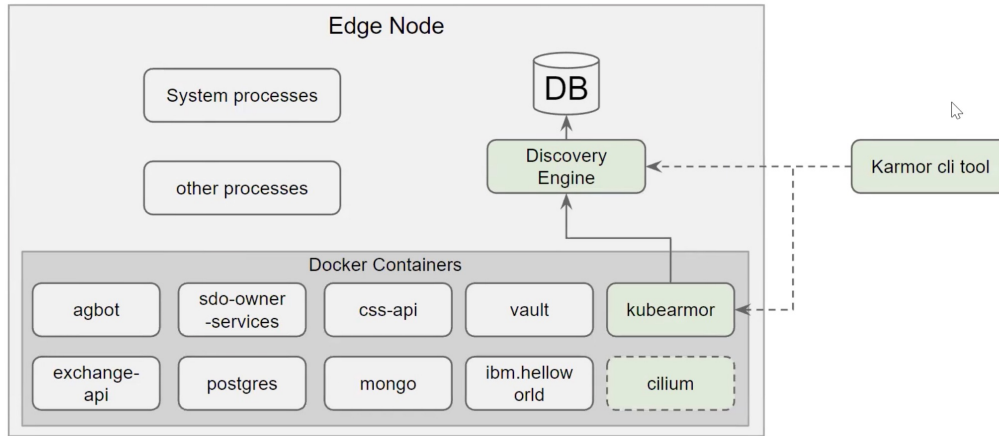 Edge Node
System processes
DB
Discovery
Engine
Karmor cli tool
other processes
Docker Containers
agbot
sdo-owner
-services
css-api
vault
kubearmor
exchange-
api
postgres
mongo
ibm.hellow
orld
cilium